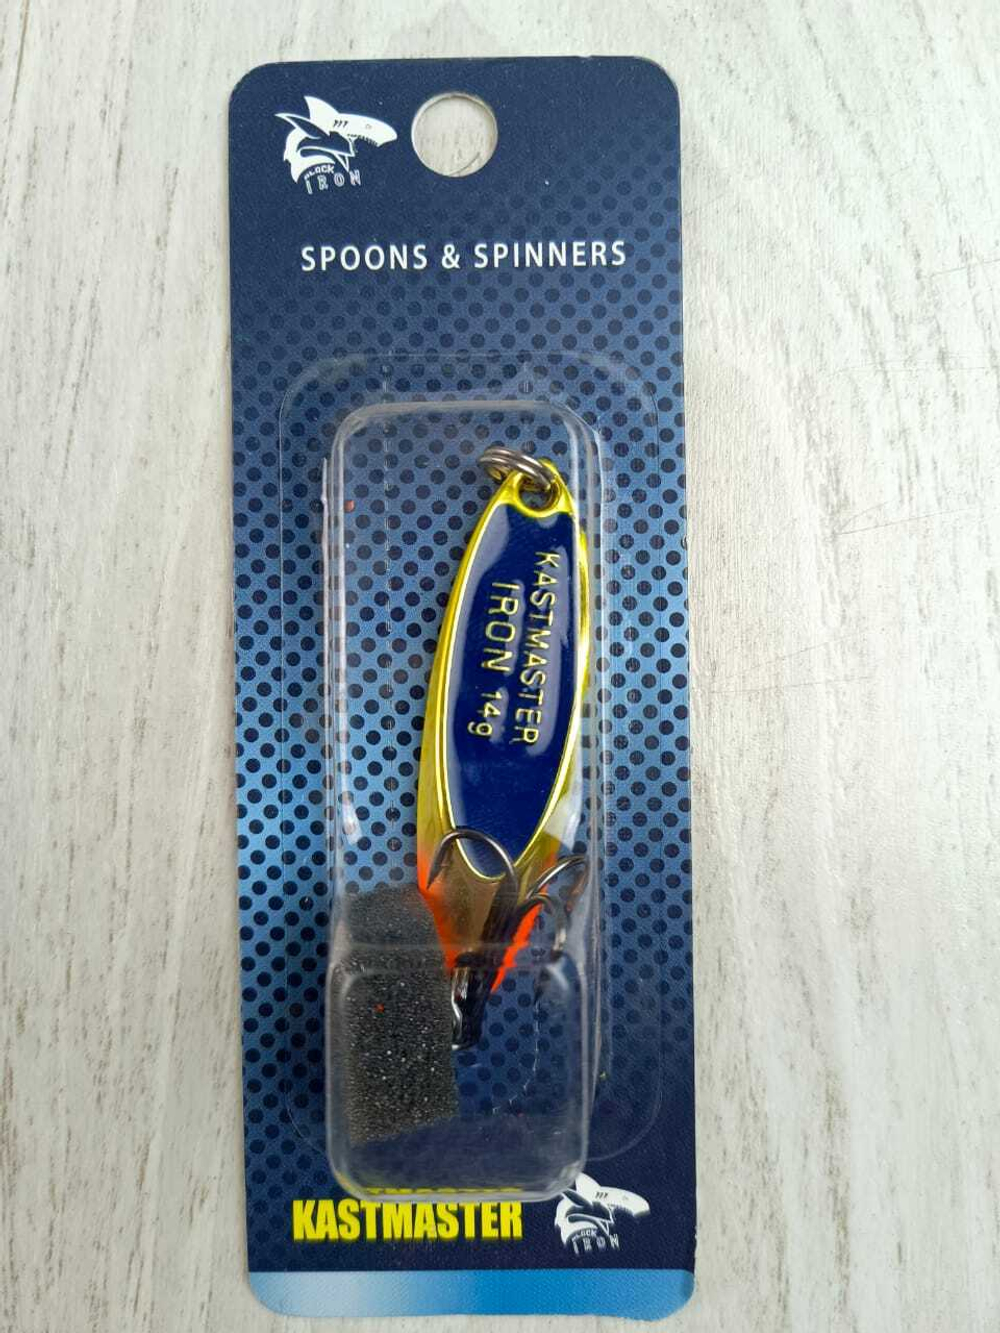 BLACK
IRON
SPOONS & SPINNERS
KASTMASTER
IRON 14g
KASTMASTER
BLACK
IRON